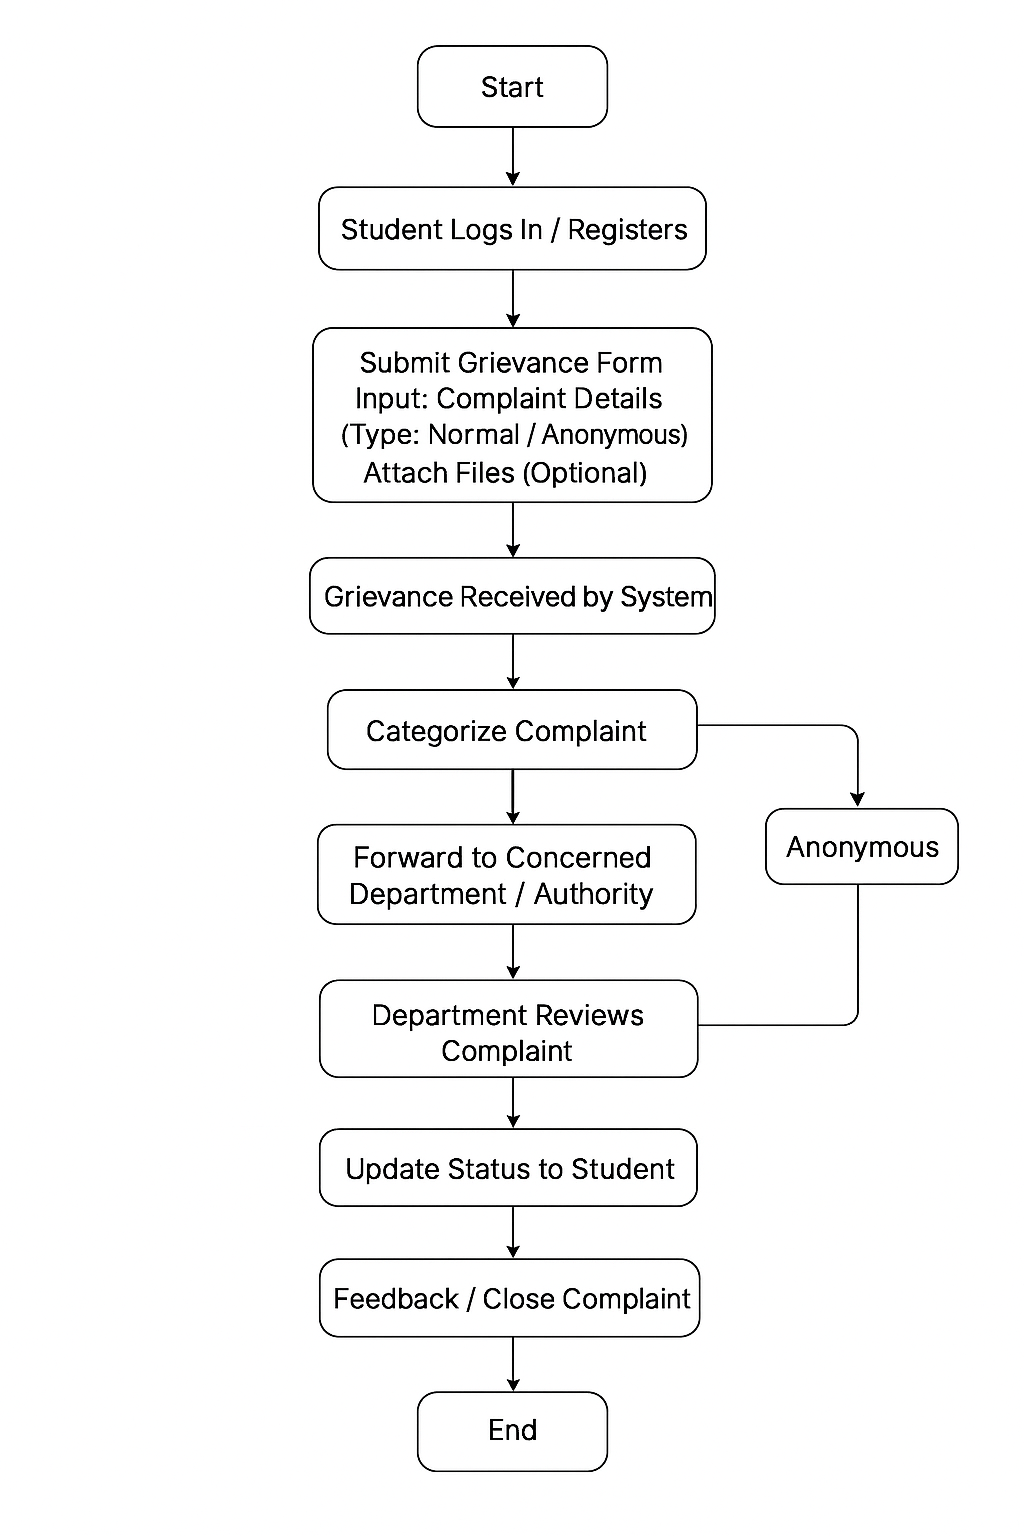 Start
Student Logs In / Registers
Submit Grievance Form
Input: Complaint Details
(Type: Normal / Anonymous)
Attach Files (Optional)
Grievance Received by System
Categorize Complaint
Anonymous
Forward to Concerned
Department / Authority
Department Reviews
Complaint
Update Status to Student
Feedback / Close Complaint
End